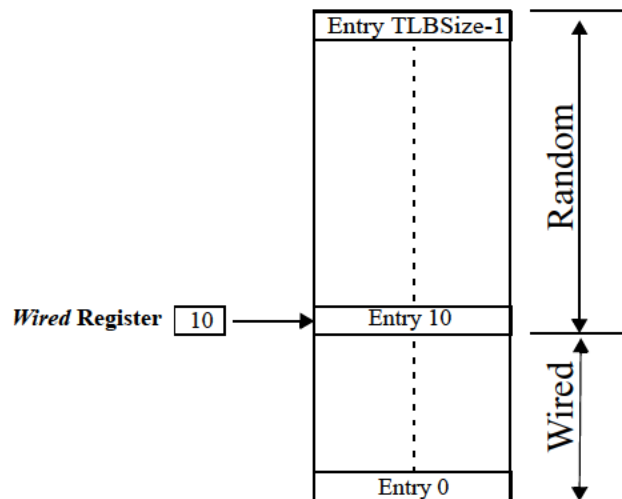 Entry TLBSize-1
Random
Wired Register 10
Entry 10
Wired
Entry 0